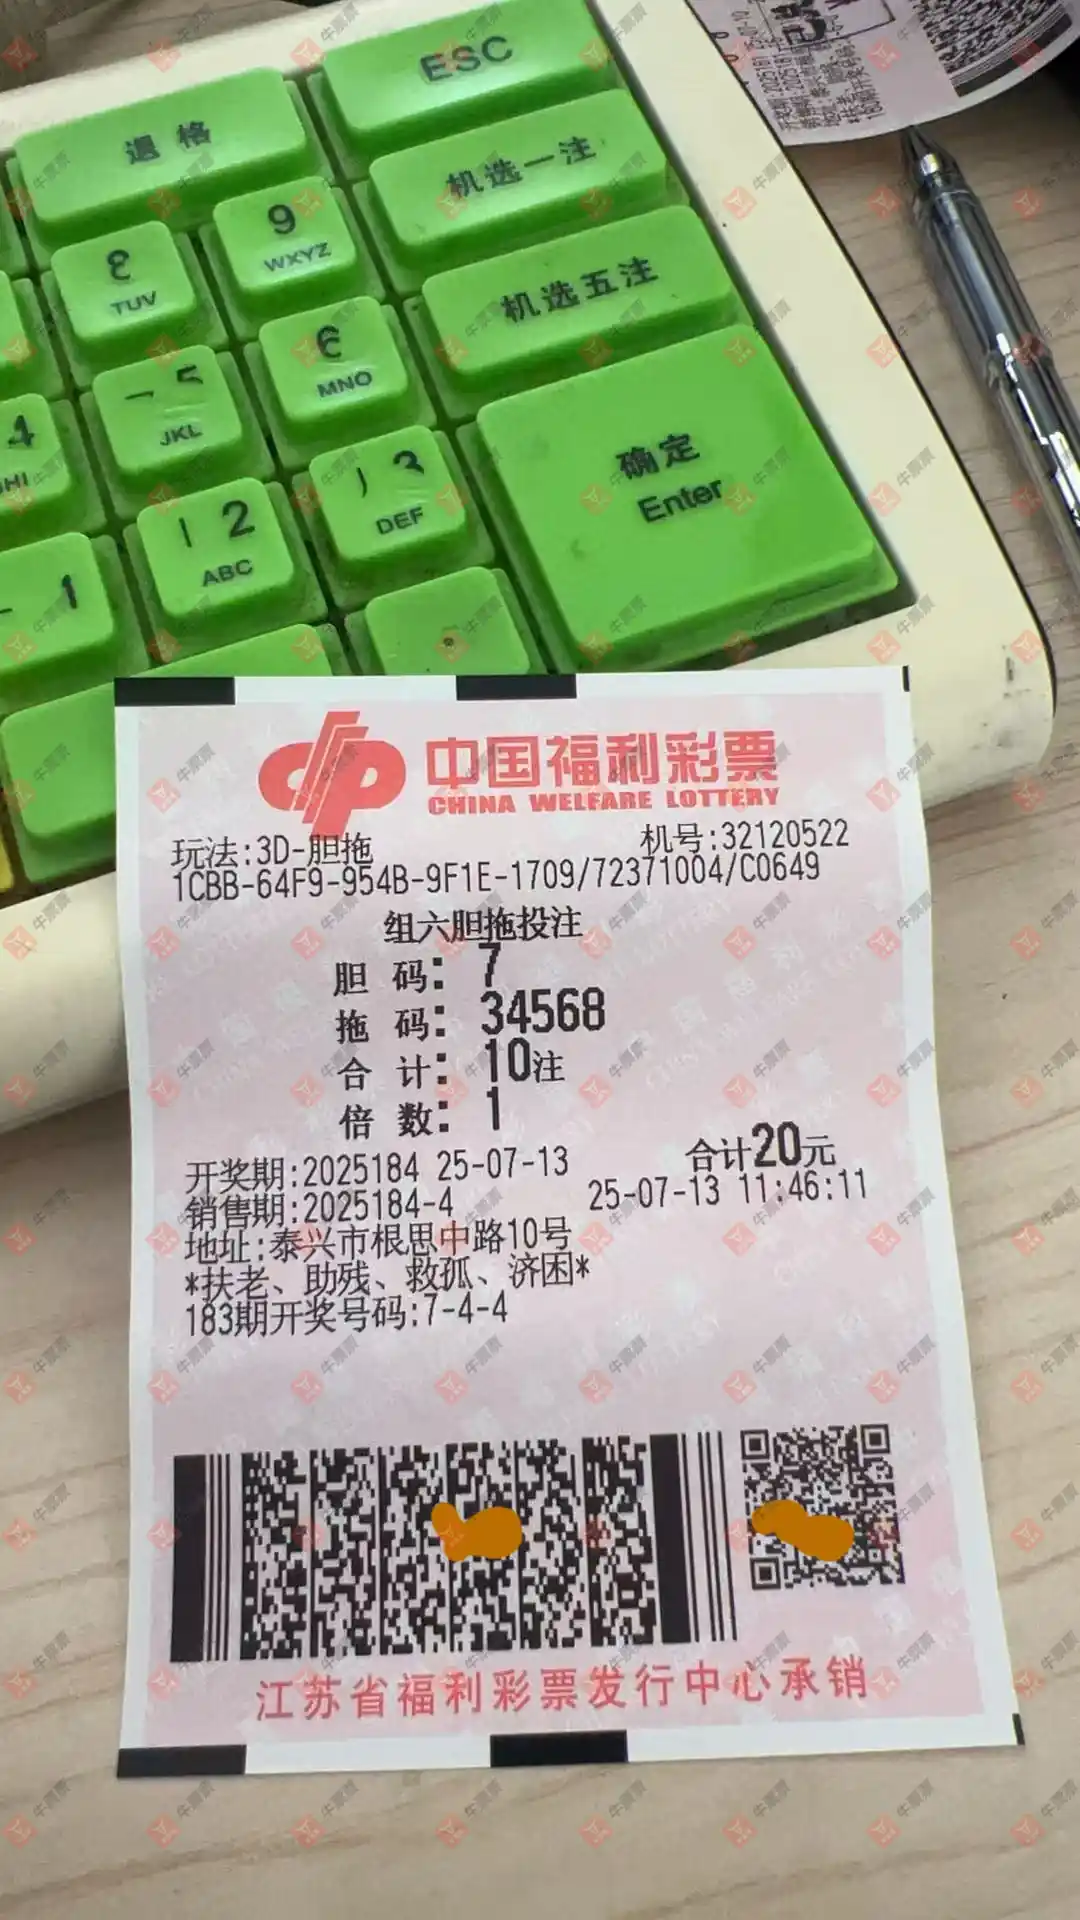 ESC
退格
机选一注
9
WXYZ
8
TUV
机选五注
6
MNO
5
JKL
4
GHI
确定
Enter
3
DEF
2
ABC
1
中国福利彩票
CHINA WELFARE LOTTERY
玩法:3D-胆拖 机号:32120522
1CBB-64F9-954B-9F1E-1709/72371004/C0649
组六胆拖投注
胆 码: 7
拖 码: 34568
合 计: 10注
倍 数: 1
合计20元
开奖期:2025184 25-07-13
销售期:2025184-4 25-07-13 11:46:11
地址:泰兴市根思中路10号
*扶老、助残、救孤、济困*
183期开奖号码:7-4-4
江苏省福利彩票发行中心承销
牛票票